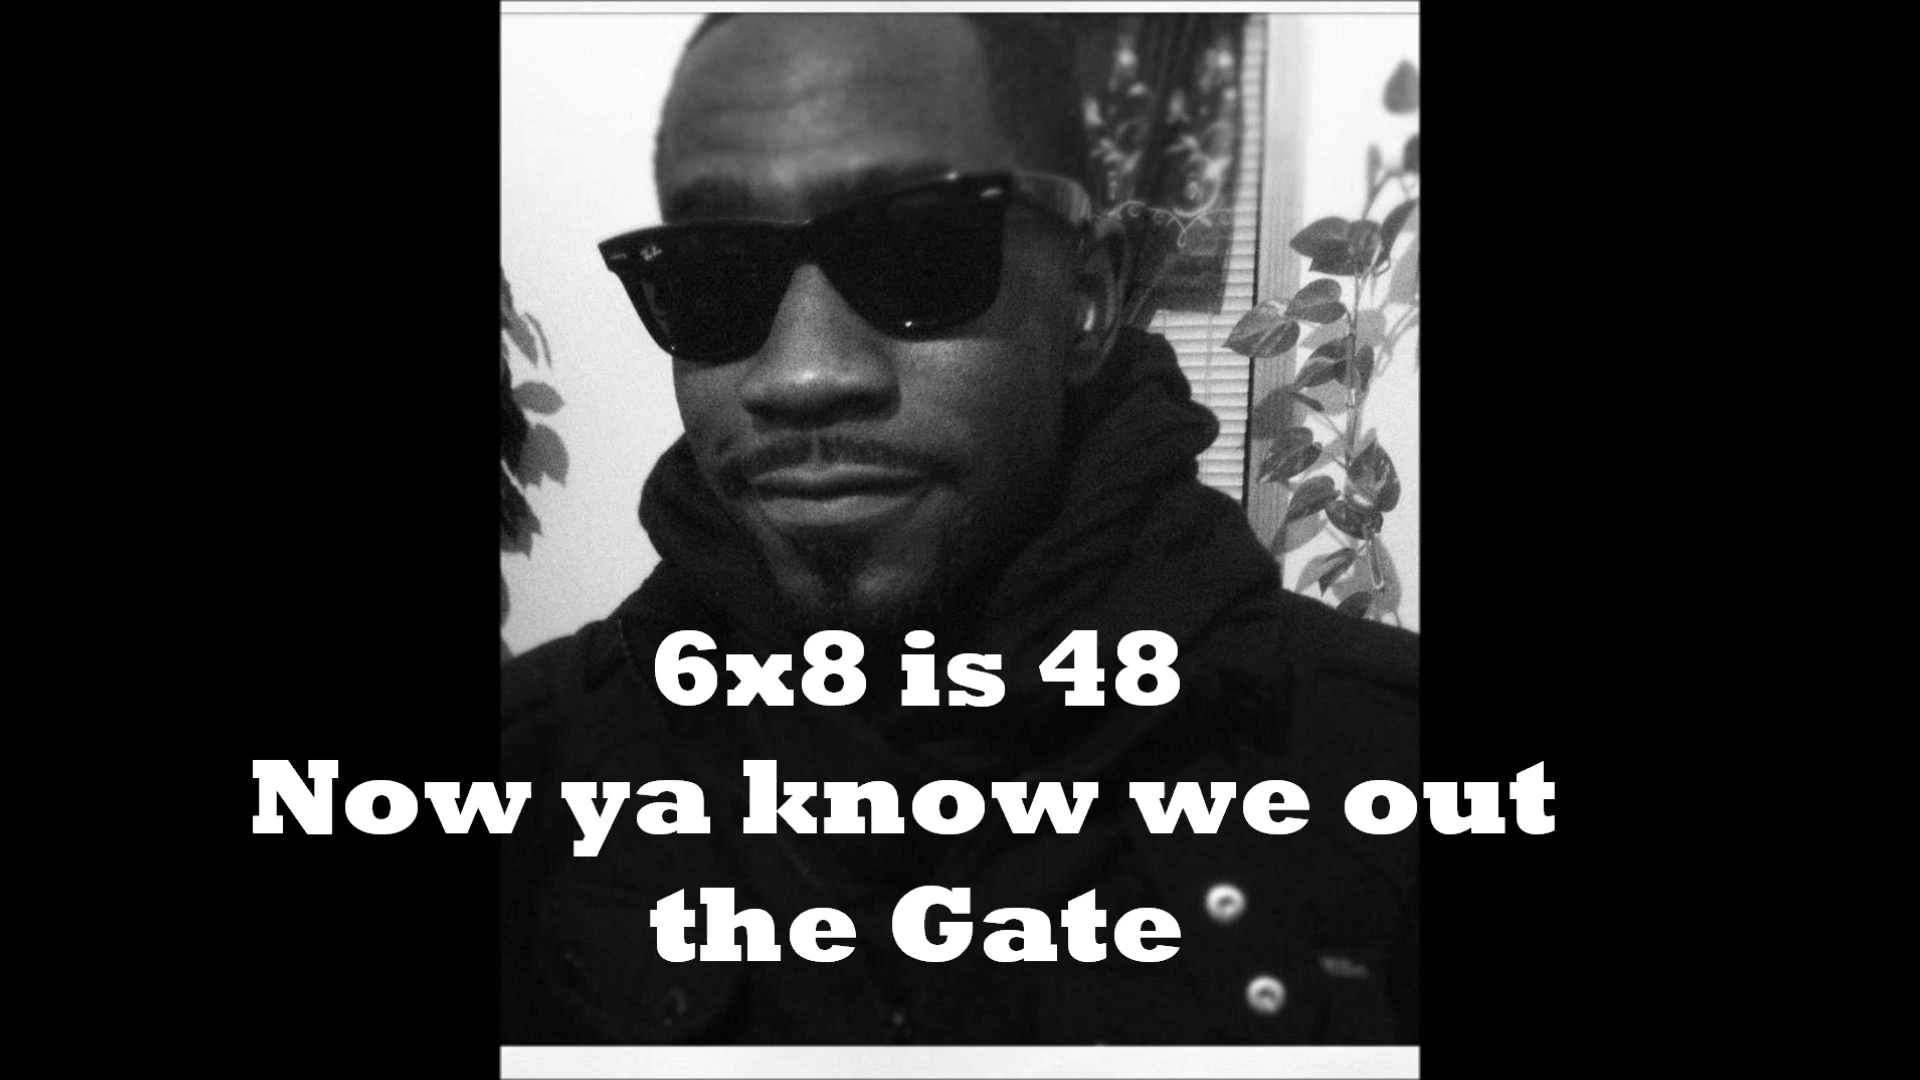 6x8 is 48
Now ya know we out
the Gate